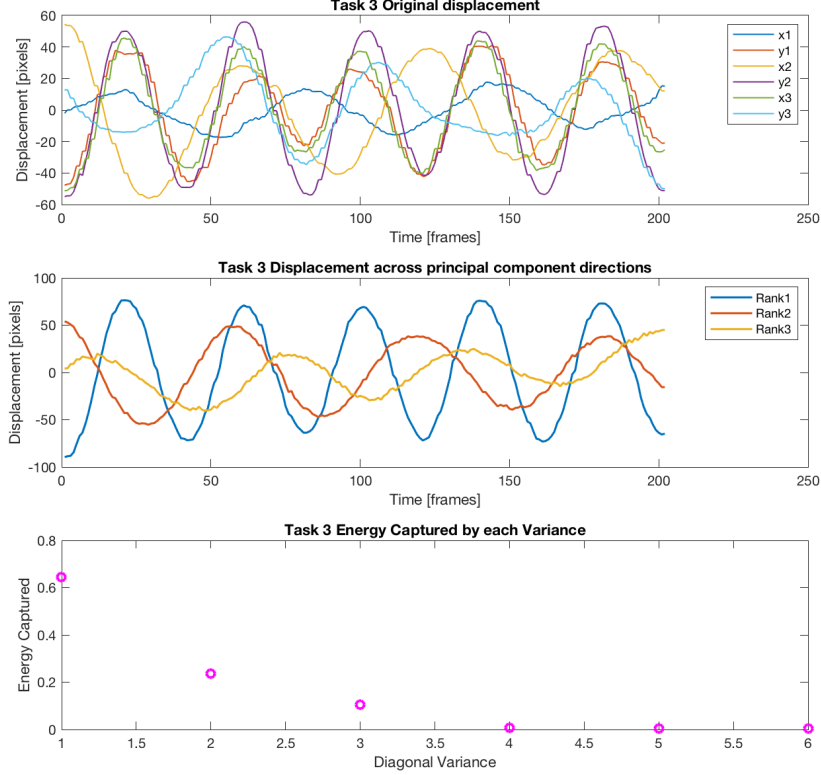 Task 3 Original displacement
60
40
20
0
-20
-40
-60
Displacement [pixels]
x1
y1
x2
y2
x3
y3
0
50
100
150
200
250
Time [frames]
Task 3 Displacement across principal component directions
100
50
0
-50
-100
Displacement [pixels]
Rank1
Rank2
Rank3
0
50
100
150
200
250
Time [frames]
Task 3 Energy Captured by each Variance
0.8
0.6
0.4
0.2
0
Energy Captured
1
1.5
2
2.5
3
3.5
4
4.5
5
5.5
6
Diagonal Variance